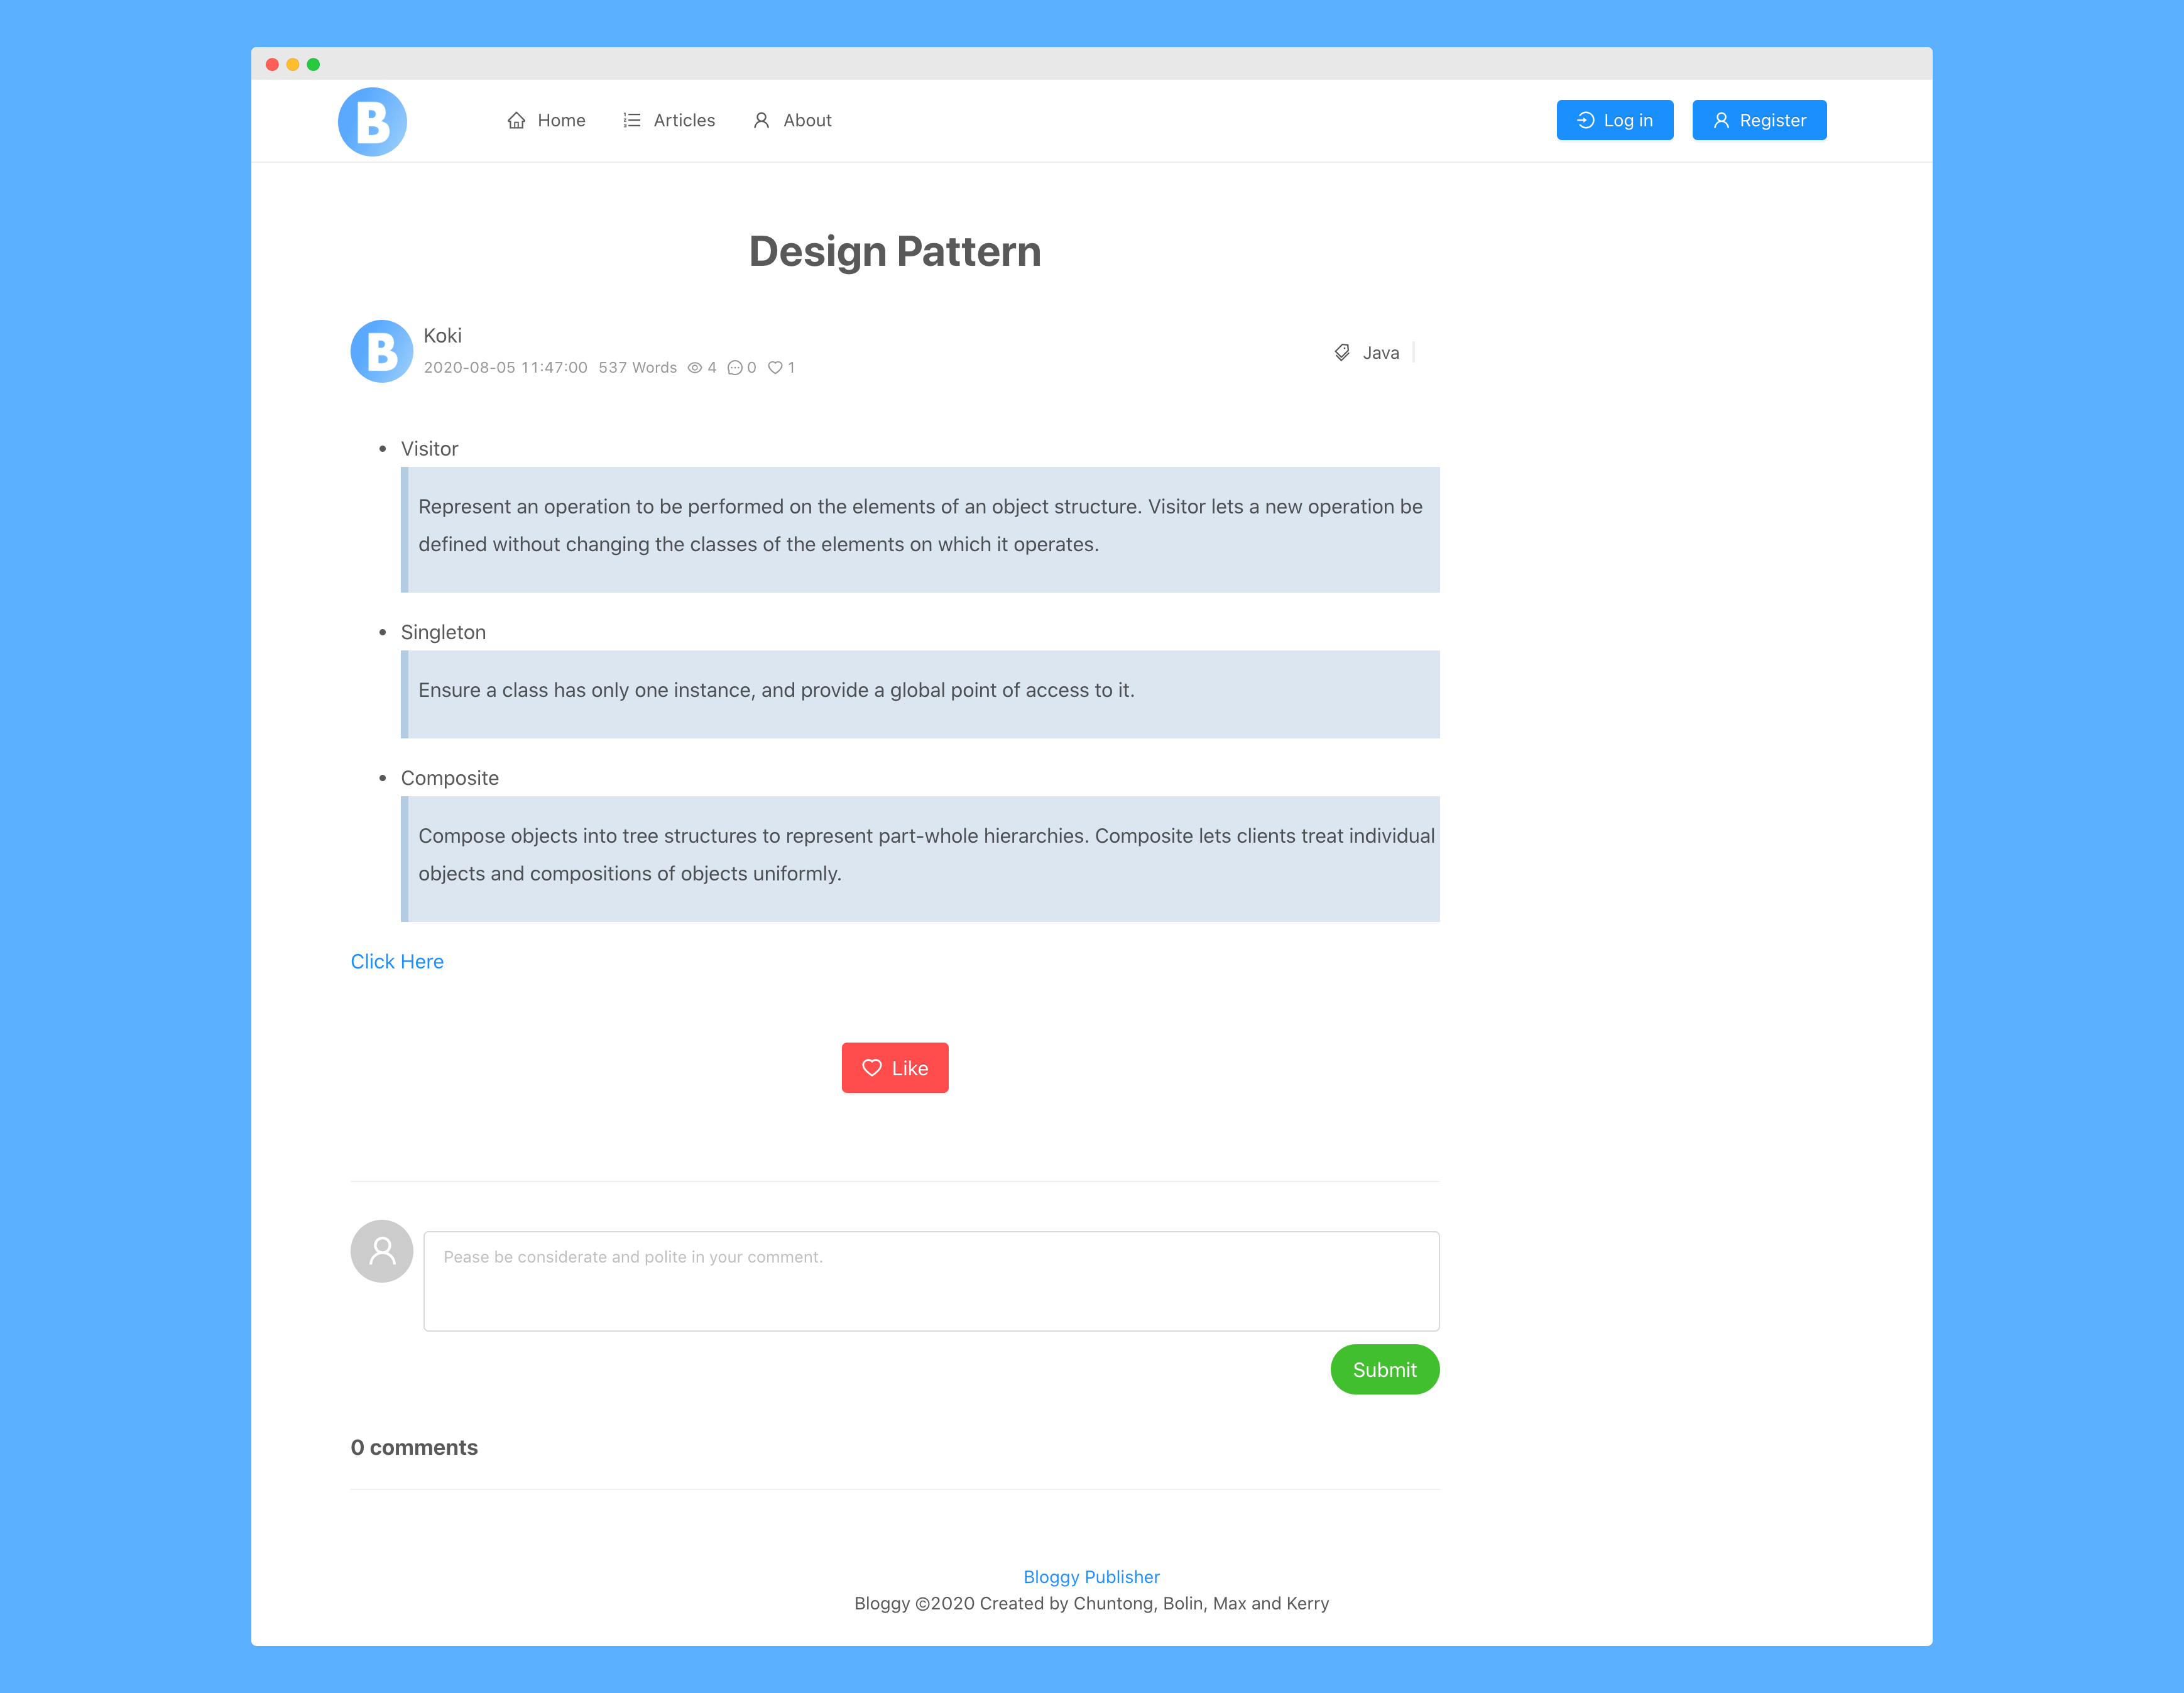 B
Home Articles About Log in Register
Design Pattern
B
Koki
2020-08-05 11:47:00 537 Words 4 0 1
Java
• Visitor
Represent an operation to be performed on the elements of an object structure. Visitor lets a new operation be
defined without changing the classes of the elements on which it operates.
• Singleton
Ensure a class has only one instance, and provide a global point of access to it.
• Composite
Compose objects into tree structures to represent part-whole hierarchies. Composite lets clients treat individual
objects and compositions of objects uniformly.
Click Here
Like
Pease be considerate and polite in your comment.
Submit
0 comments
Bloggy Publisher
Bloggy ©2020 Created by Chuntong, Bolin, Max and Kerry